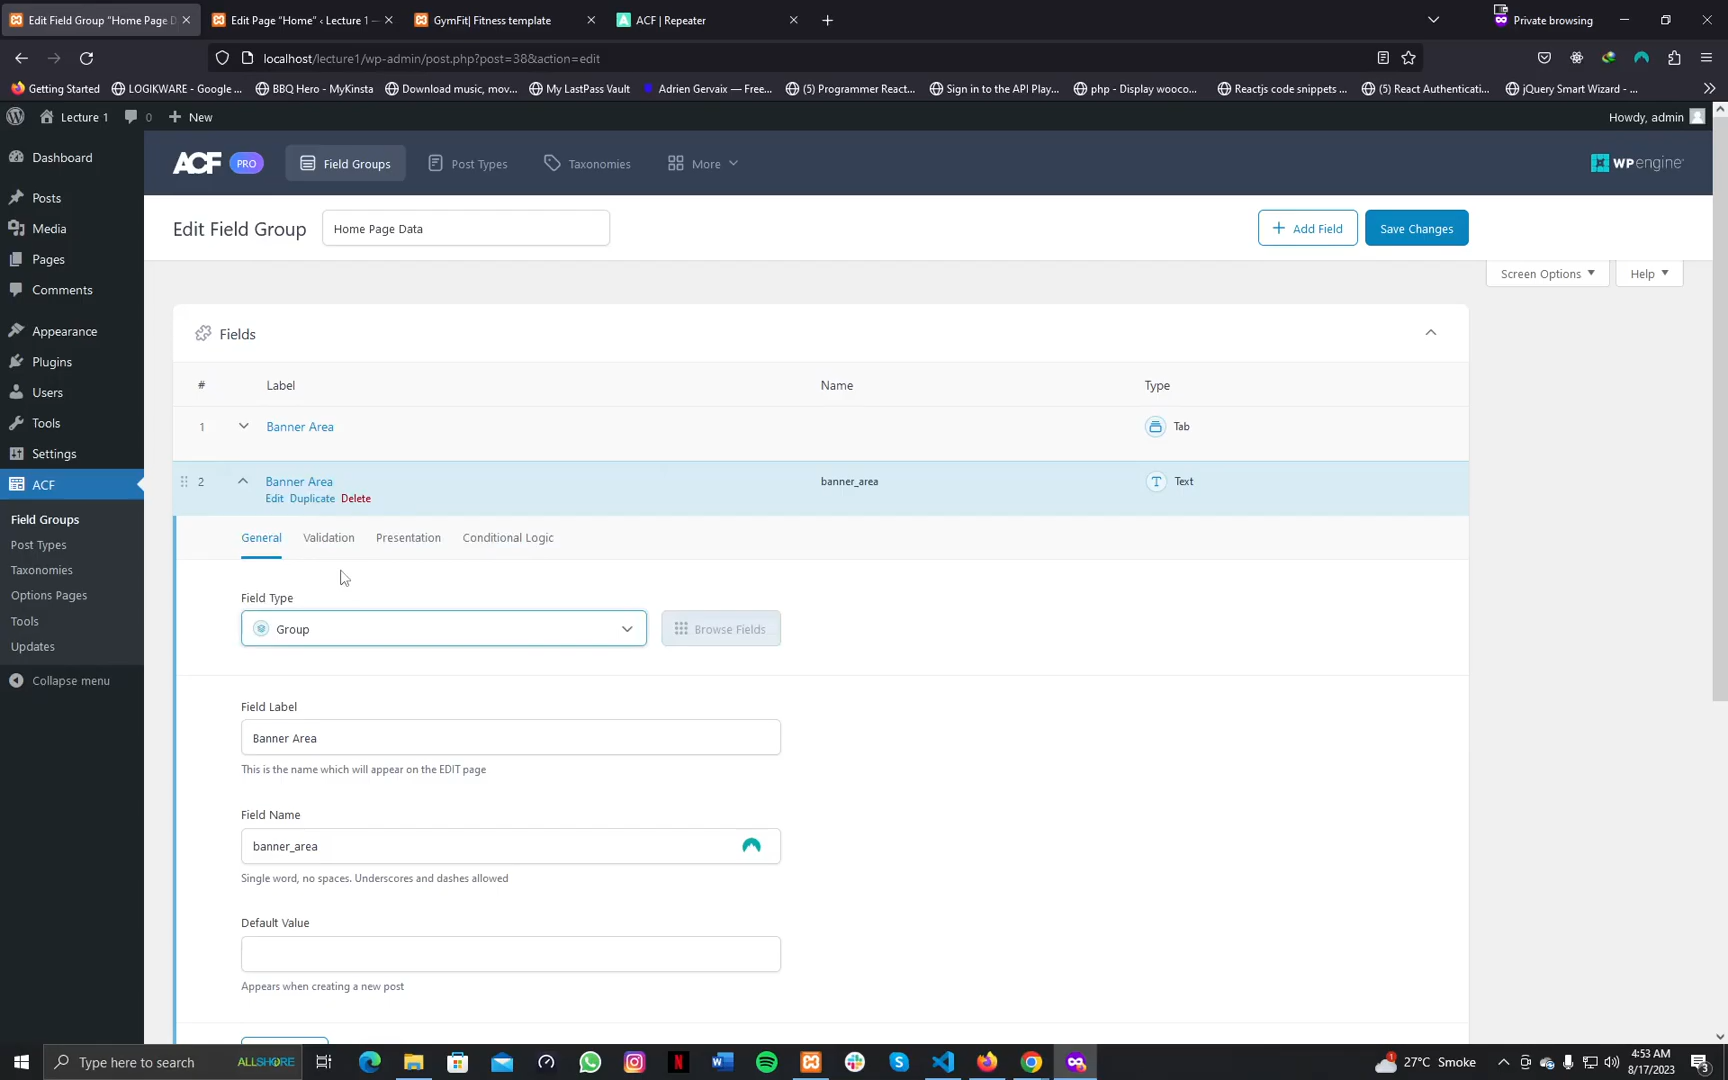 Edit Field Group "Home Page D
Edit Page "Home" ‹ Lecture 1 —
GymFit| Fitness template
ACF | Repeater
Private browsing
localhost/lecture1/wp-admin/post.php?post=38&action=edit
Getting Started
LOGIKWARE - Google ...
BBQ Hero - MyKinsta
Download music, mov...
My LastPass Vault
Adrien Gervaix — Free...
(5) Programmer React...
Sign in to the API Play...
php - Display wooco...
Reactjs code snippets ...
(5) React Authenticati...
jQuery Smart Wizard - ...
Lecture 1
0
New
Howdy, admin
Dashboard
Posts
Media
Pages
Comments
Appearance
Plugins
Users
Tools
Settings
ACF
Field Groups
Post Types
Taxonomies
Options Pages
Tools
Updates
Collapse menu
ACF PRO
Field Groups
Post Types
Taxonomies
More
WP engine
Edit Field Group
Home Page Data
+ Add Field
Save Changes
Screen Options
Help
Fields
# Label Name Type
1 Banner Area Tab
2 Banner Area banner_area T Text
Edit Duplicate Delete
General Validation Presentation Conditional Logic
Field Type
Group
Browse Fields
Field Label
Banner Area
This is the name which will appear on the EDIT page
Field Name
banner_area
Single word, no spaces. Underscores and dashes allowed
Default Value
Appears when creating a new post
Type here to search
ALLSHORE
27°C Smoke
4:53 AM
8/17/2023
3